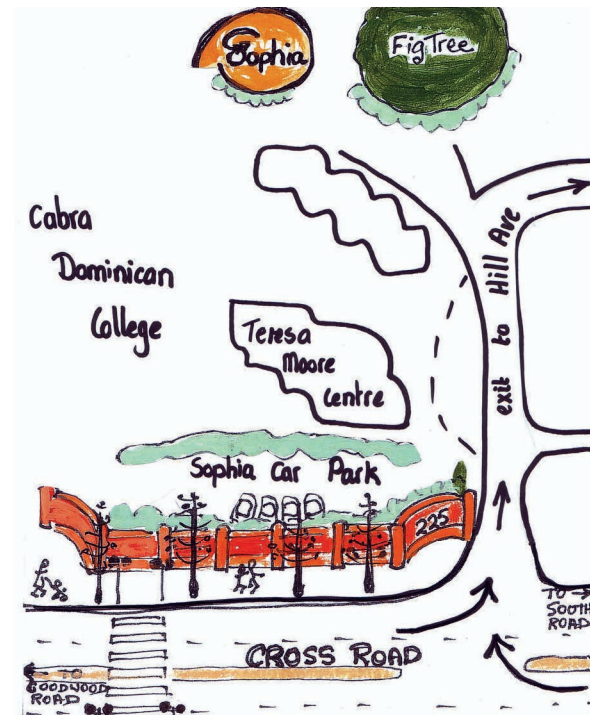 Sophia
Fig Tree
Cabra
Dominican
College
exit to Hill Ave
Teresa
Moore
Centre
Sophia Car Park
225
TO →
SOUTH
ROAD
CROSS ROAD
← TO
GOODWOOD
ROAD